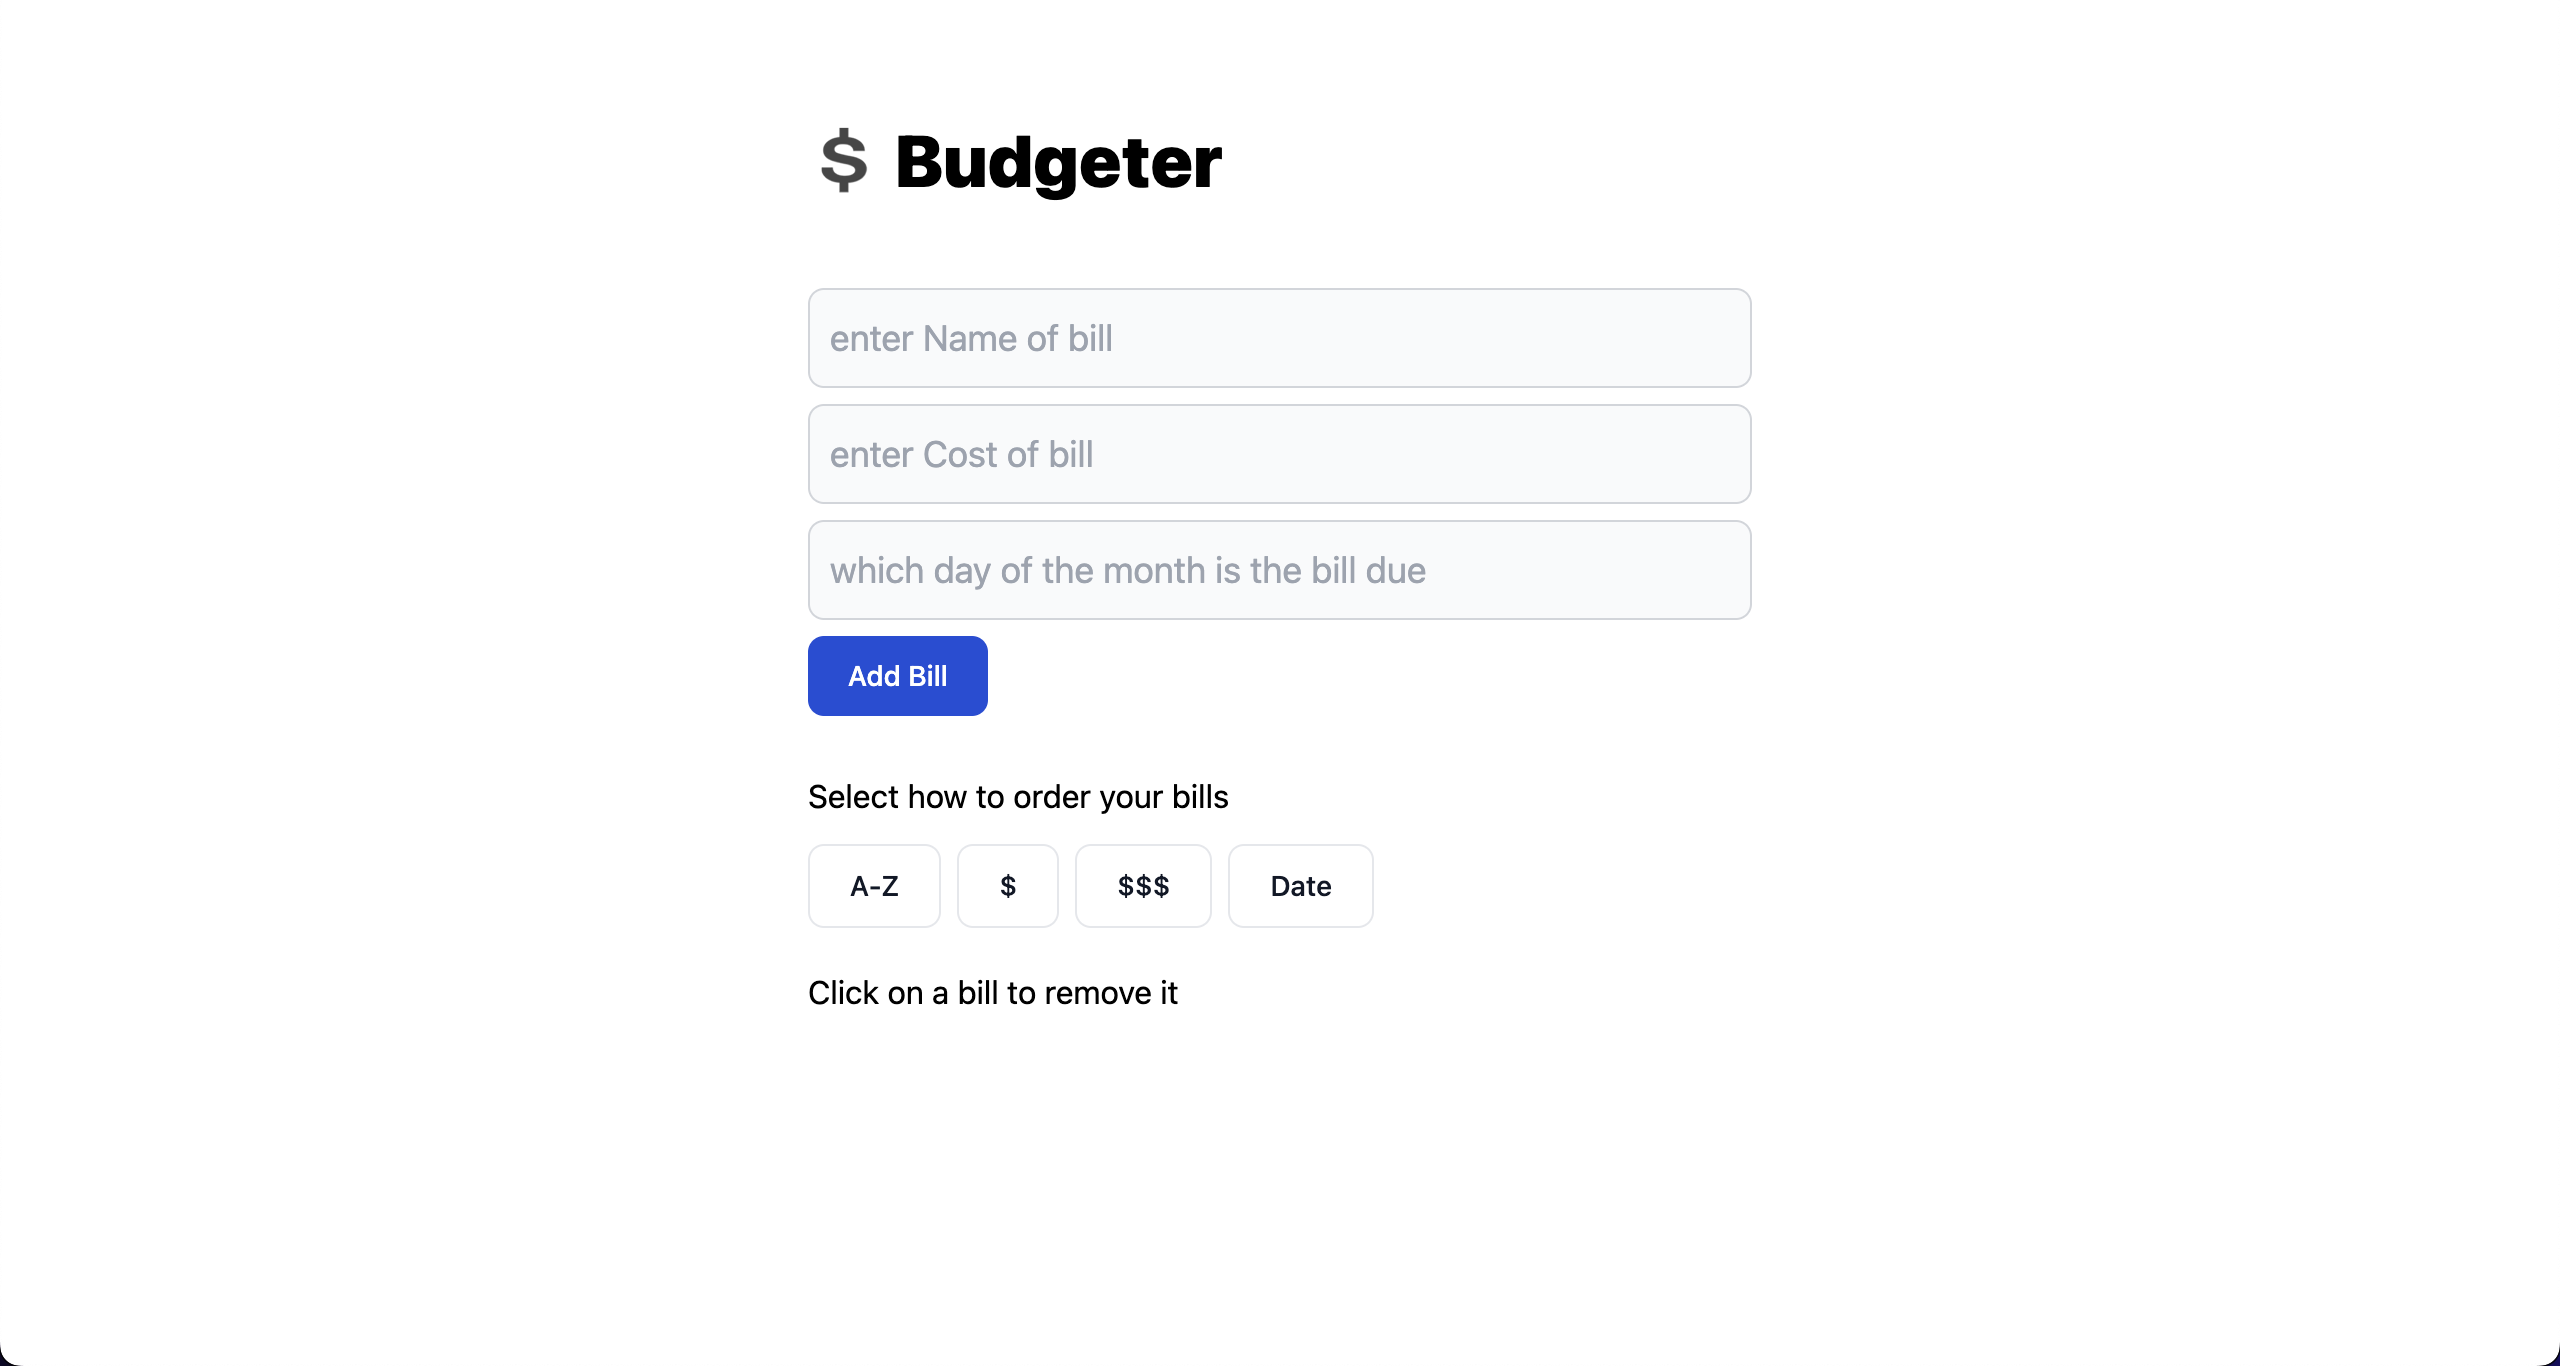 $ Budgeter
enter Name of bill
enter Cost of bill
which day of the month is the bill due
Add Bill
Select how to order your bills
A-Z $ $$$ Date
Click on a bill to remove it